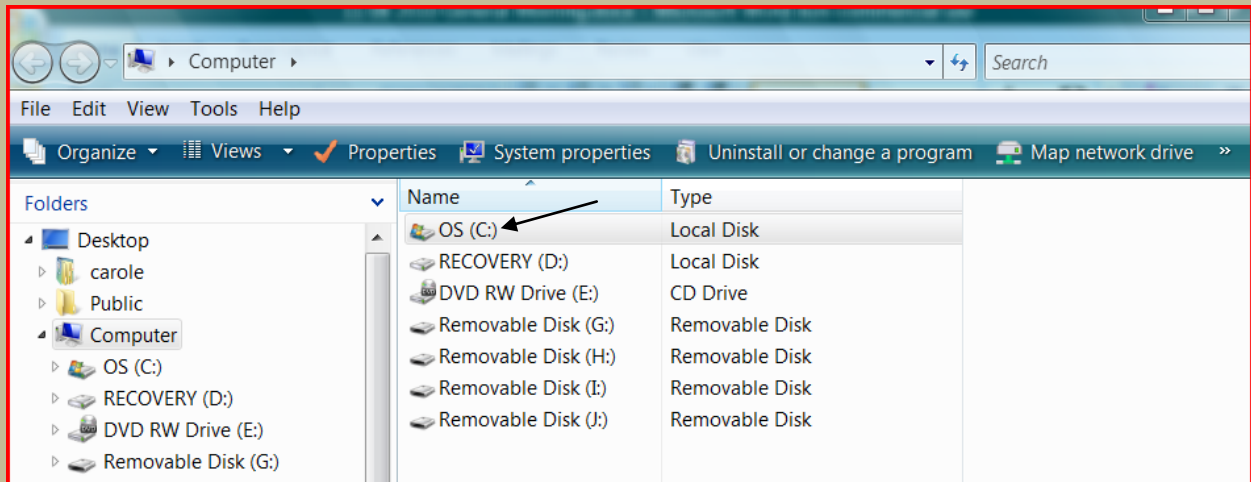 Computer
Search
File Edit View Tools Help
Organize Views Properties System properties Uninstall or change a program Map network drive »
Folders
Desktop
carole
Public
Computer
OS (C:)
RECOVERY (D:)
DVD RW Drive (E:)
Removable Disk (G:)
Name Type
OS (C:) Local Disk
RECOVERY (D:) Local Disk
DVD RW Drive (E:) CD Drive
Removable Disk (G:) Removable Disk
Removable Disk (H:) Removable Disk
Removable Disk (I:) Removable Disk
Removable Disk (J:) Removable Disk